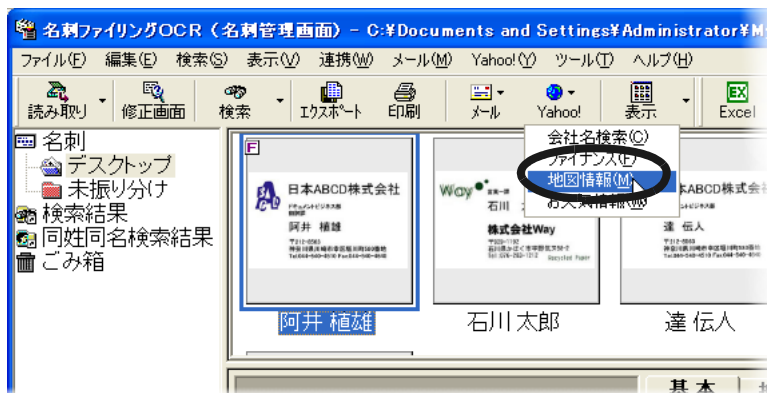 名刺ファイリングOCR（名刺管理画面） - C:¥Documents and Settings¥Administrator¥M
ファイル(F) 編集(E) 検索(S) 表示(V) 連携(W) メール(M) Yahoo!(Y) ツール(T) ヘルプ(H)
読み取り 修正画面 検索 エクスポート 印刷 メール Yahoo! 表示 Excel
会社名検索(C)
ファイナンス(F)
地図情報(M)
お天気情報(W)
名刺
デスクトップ
未振り分け
検索結果
同姓同名検索結果
ごみ箱
F
日本ABCD株式会社
阿井 植雄
Way
石川
株式会社Way
Recycled Paper
ABCD株式会
達 伝人
阿井 植雄 石川 太郎 達 伝人
基本